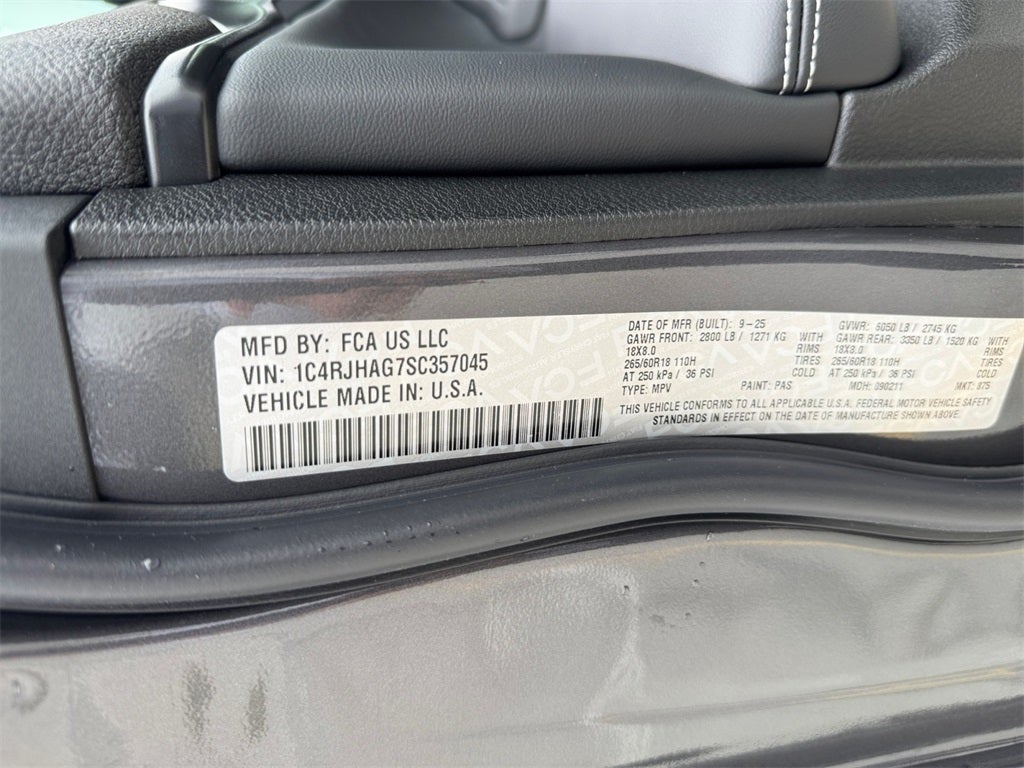 MFD BY: FCA US LLC
VIN: 1C4RJHAG7SC357045
VEHICLE MADE IN: U.S.A.
DATE OF MFR (BUILT): 9-25 GVWR: 6050 LB / 2745 KG
GAWR FRONT: 2800 LB / 1271 KG WITH GAWR REAR: 3350 LB / 1520 KG WITH
18X8.0 RIMS 18X8.0 RIMS
265/60R18 110H TIRES 265/60R18 110H TIRES
AT 250 kPa / 36 PSI COLD AT 250 kPa / 36 PSI COLD
TYPE: MPV PAINT: PAS MDH: 090211 MKT: 875
THIS VEHICLE CONFORMS TO ALL APPLICABLE U.S.A. FEDERAL MOTOR VEHICLE SAFETY
STANDARDS IN EFFECT ON THE DATE OF MANUFACTURE SHOWN ABOVE.